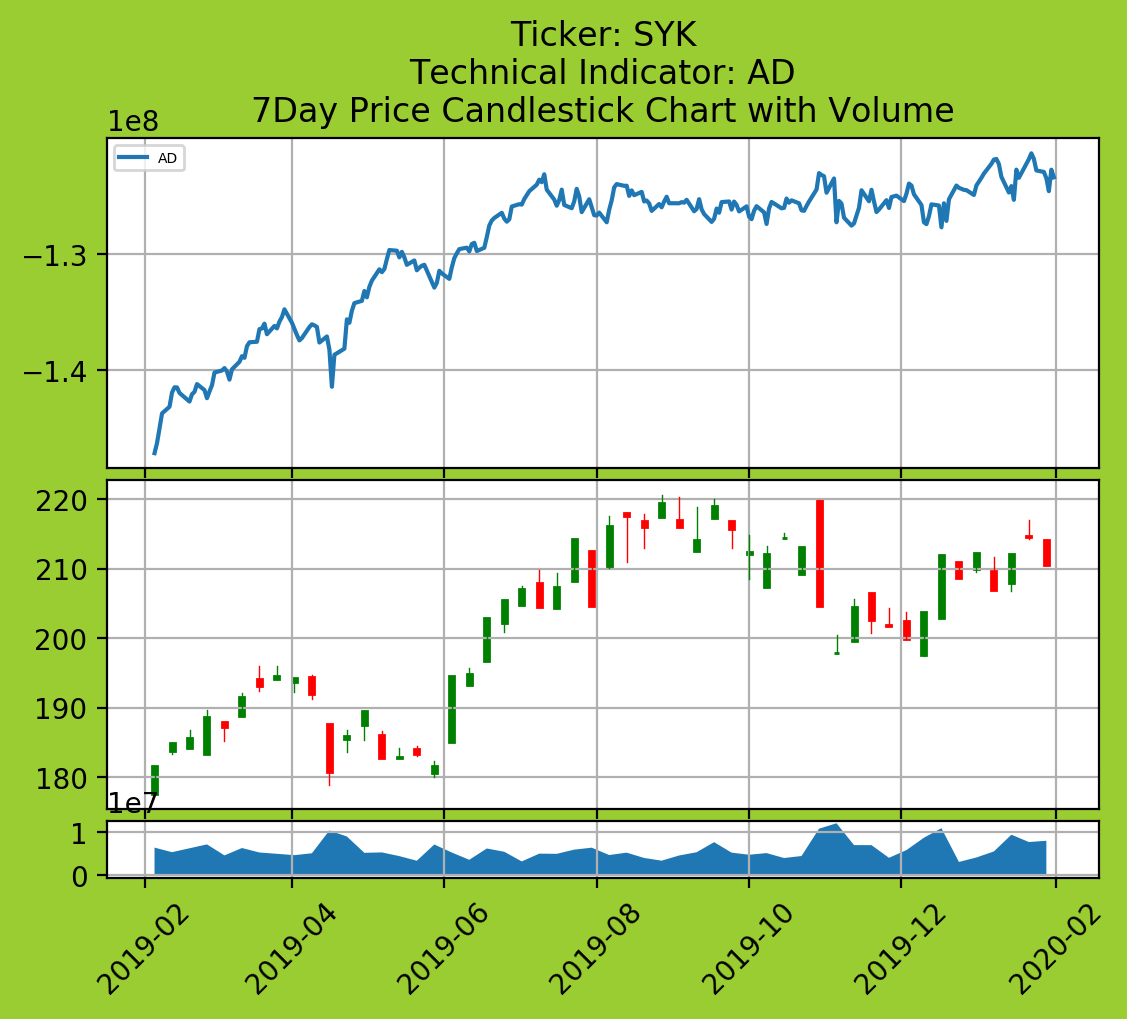 Ticker: SYK
Technical Indicator: AD
7Day Price Candlestick Chart with Volume
1e8
AD
−1.3
−1.4
220
210
200
190
180
1e7
1
0
2019-02
2019-04
2019-06
2019-08
2019-10
2019-12
2020-02